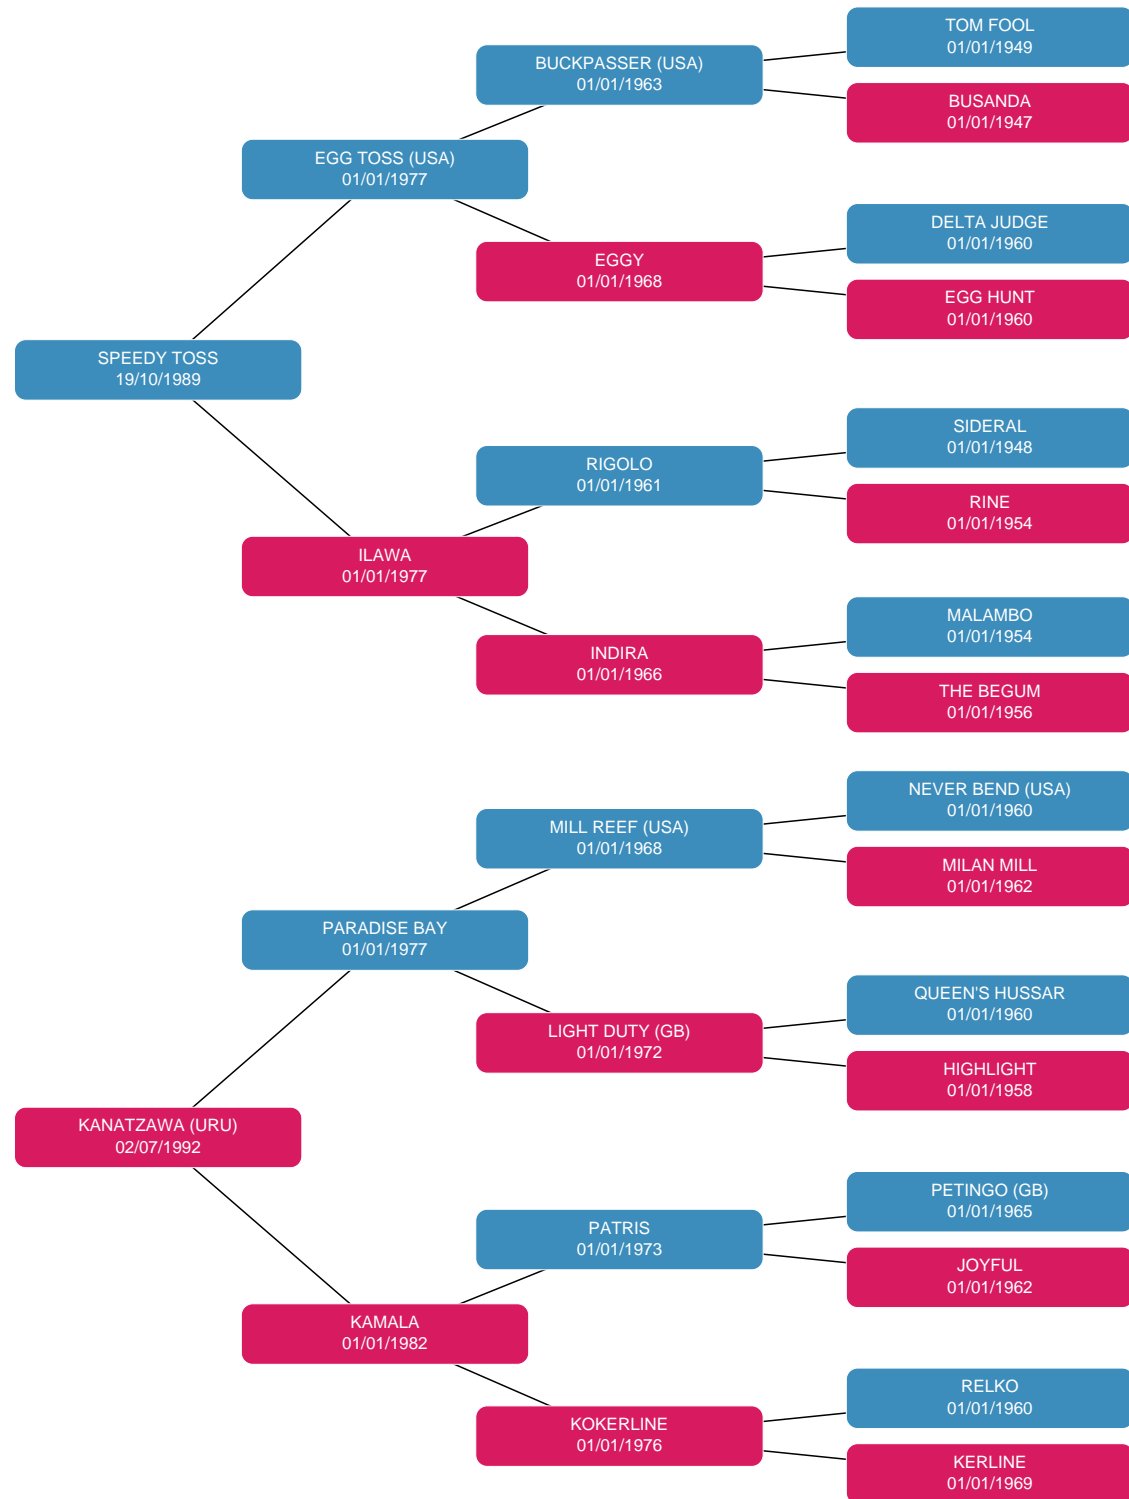 TOM FOOL
01/01/1949
BUCKPASSER (USA)
01/01/1963
BUSANDA
01/01/1947
EGG TOSS (USA)
01/01/1977
DELTA JUDGE
01/01/1960
EGGY
01/01/1968
EGG HUNT
01/01/1960
SPEEDY TOSS
19/10/1989
SIDERAL
01/01/1948
RIGOLO
01/01/1961
RINE
01/01/1954
ILAWA
01/01/1977
MALAMBO
01/01/1954
INDIRA
01/01/1966
THE BEGUM
01/01/1956
NEVER BEND (USA)
01/01/1960
MILL REEF (USA)
01/01/1968
MILAN MILL
01/01/1962
PARADISE BAY
01/01/1977
QUEEN'S HUSSAR
01/01/1960
LIGHT DUTY (GB)
01/01/1972
HIGHLIGHT
01/01/1958
KANATZAWA (URU)
02/07/1992
PETINGO (GB)
01/01/1965
PATRIS
01/01/1973
JOYFUL
01/01/1962
KAMALA
01/01/1982
RELKO
01/01/1960
KOKERLINE
01/01/1976
KERLINE
01/01/1969